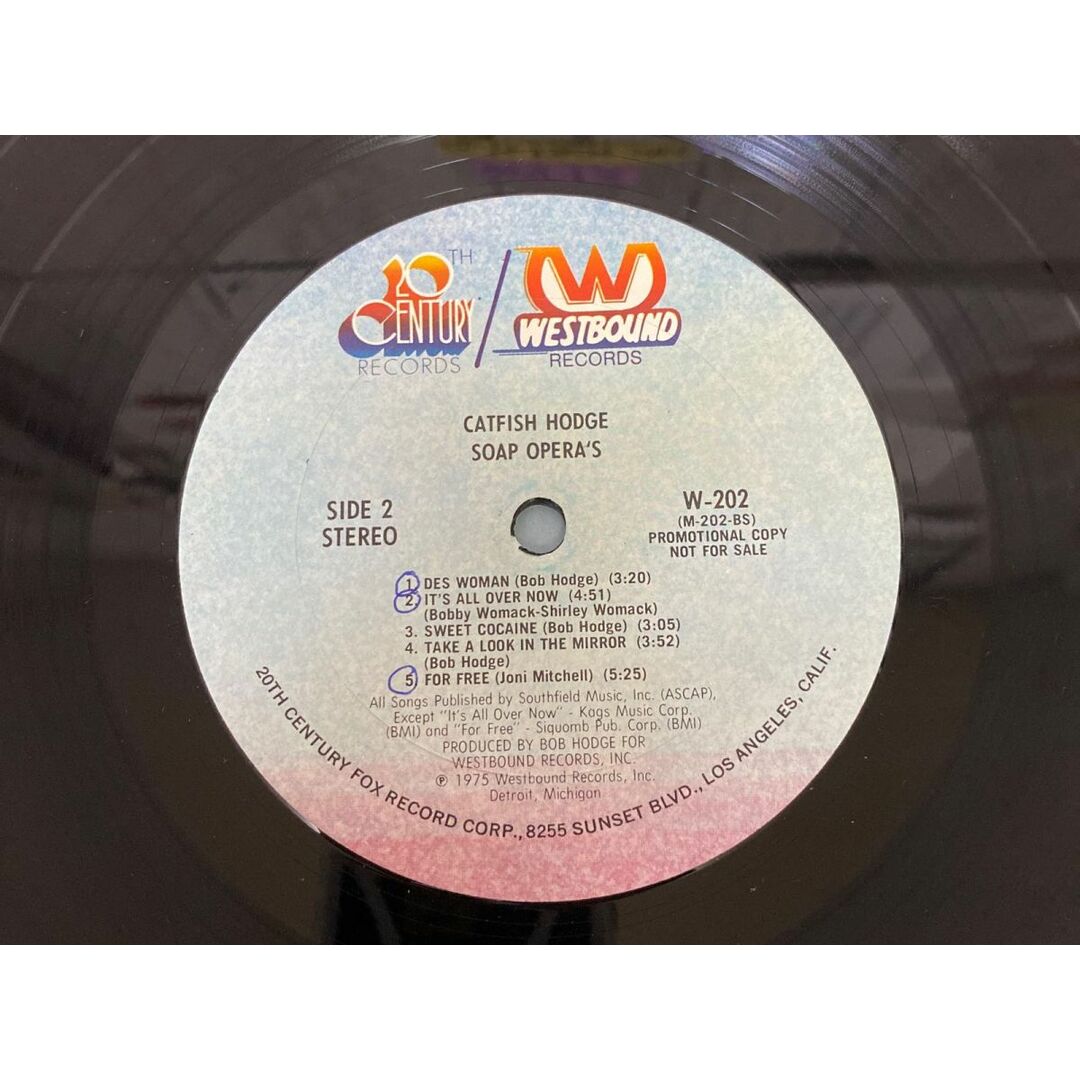 20TH CENTURY RECORDS / W WESTBOUND RECORDS
CATFISH HODGE
SOAP OPERA'S
SIDE 2
STEREO
W-202
(M-202-BS)
PROMOTIONAL COPY
NOT FOR SALE
1. DES WOMAN (Bob Hodge) (3:20)
2. IT'S ALL OVER NOW (4:51)
(Bobby Womack-Shirley Womack)
3. SWEET COCAINE (Bob Hodge) (3:05)
4. TAKE A LOOK IN THE MIRROR (3:52)
(Bob Hodge)
5. FOR FREE (Joni Mitchell) (5:25)
All Songs Published by Southfield Music, Inc. (ASCAP),
Except "It's All Over Now" - Kags Music Corp.
(BMI) and "For Free" - Siquomb Pub. Corp. (BMI)
PRODUCED BY BOB HODGE FOR
WESTBOUND RECORDS, INC.
℗ 1975 Westbound Records, Inc.
Detroit, Michigan
20TH CENTURY FOX RECORD CORP., 8255 SUNSET BLVD., LOS ANGELES, CALIF.